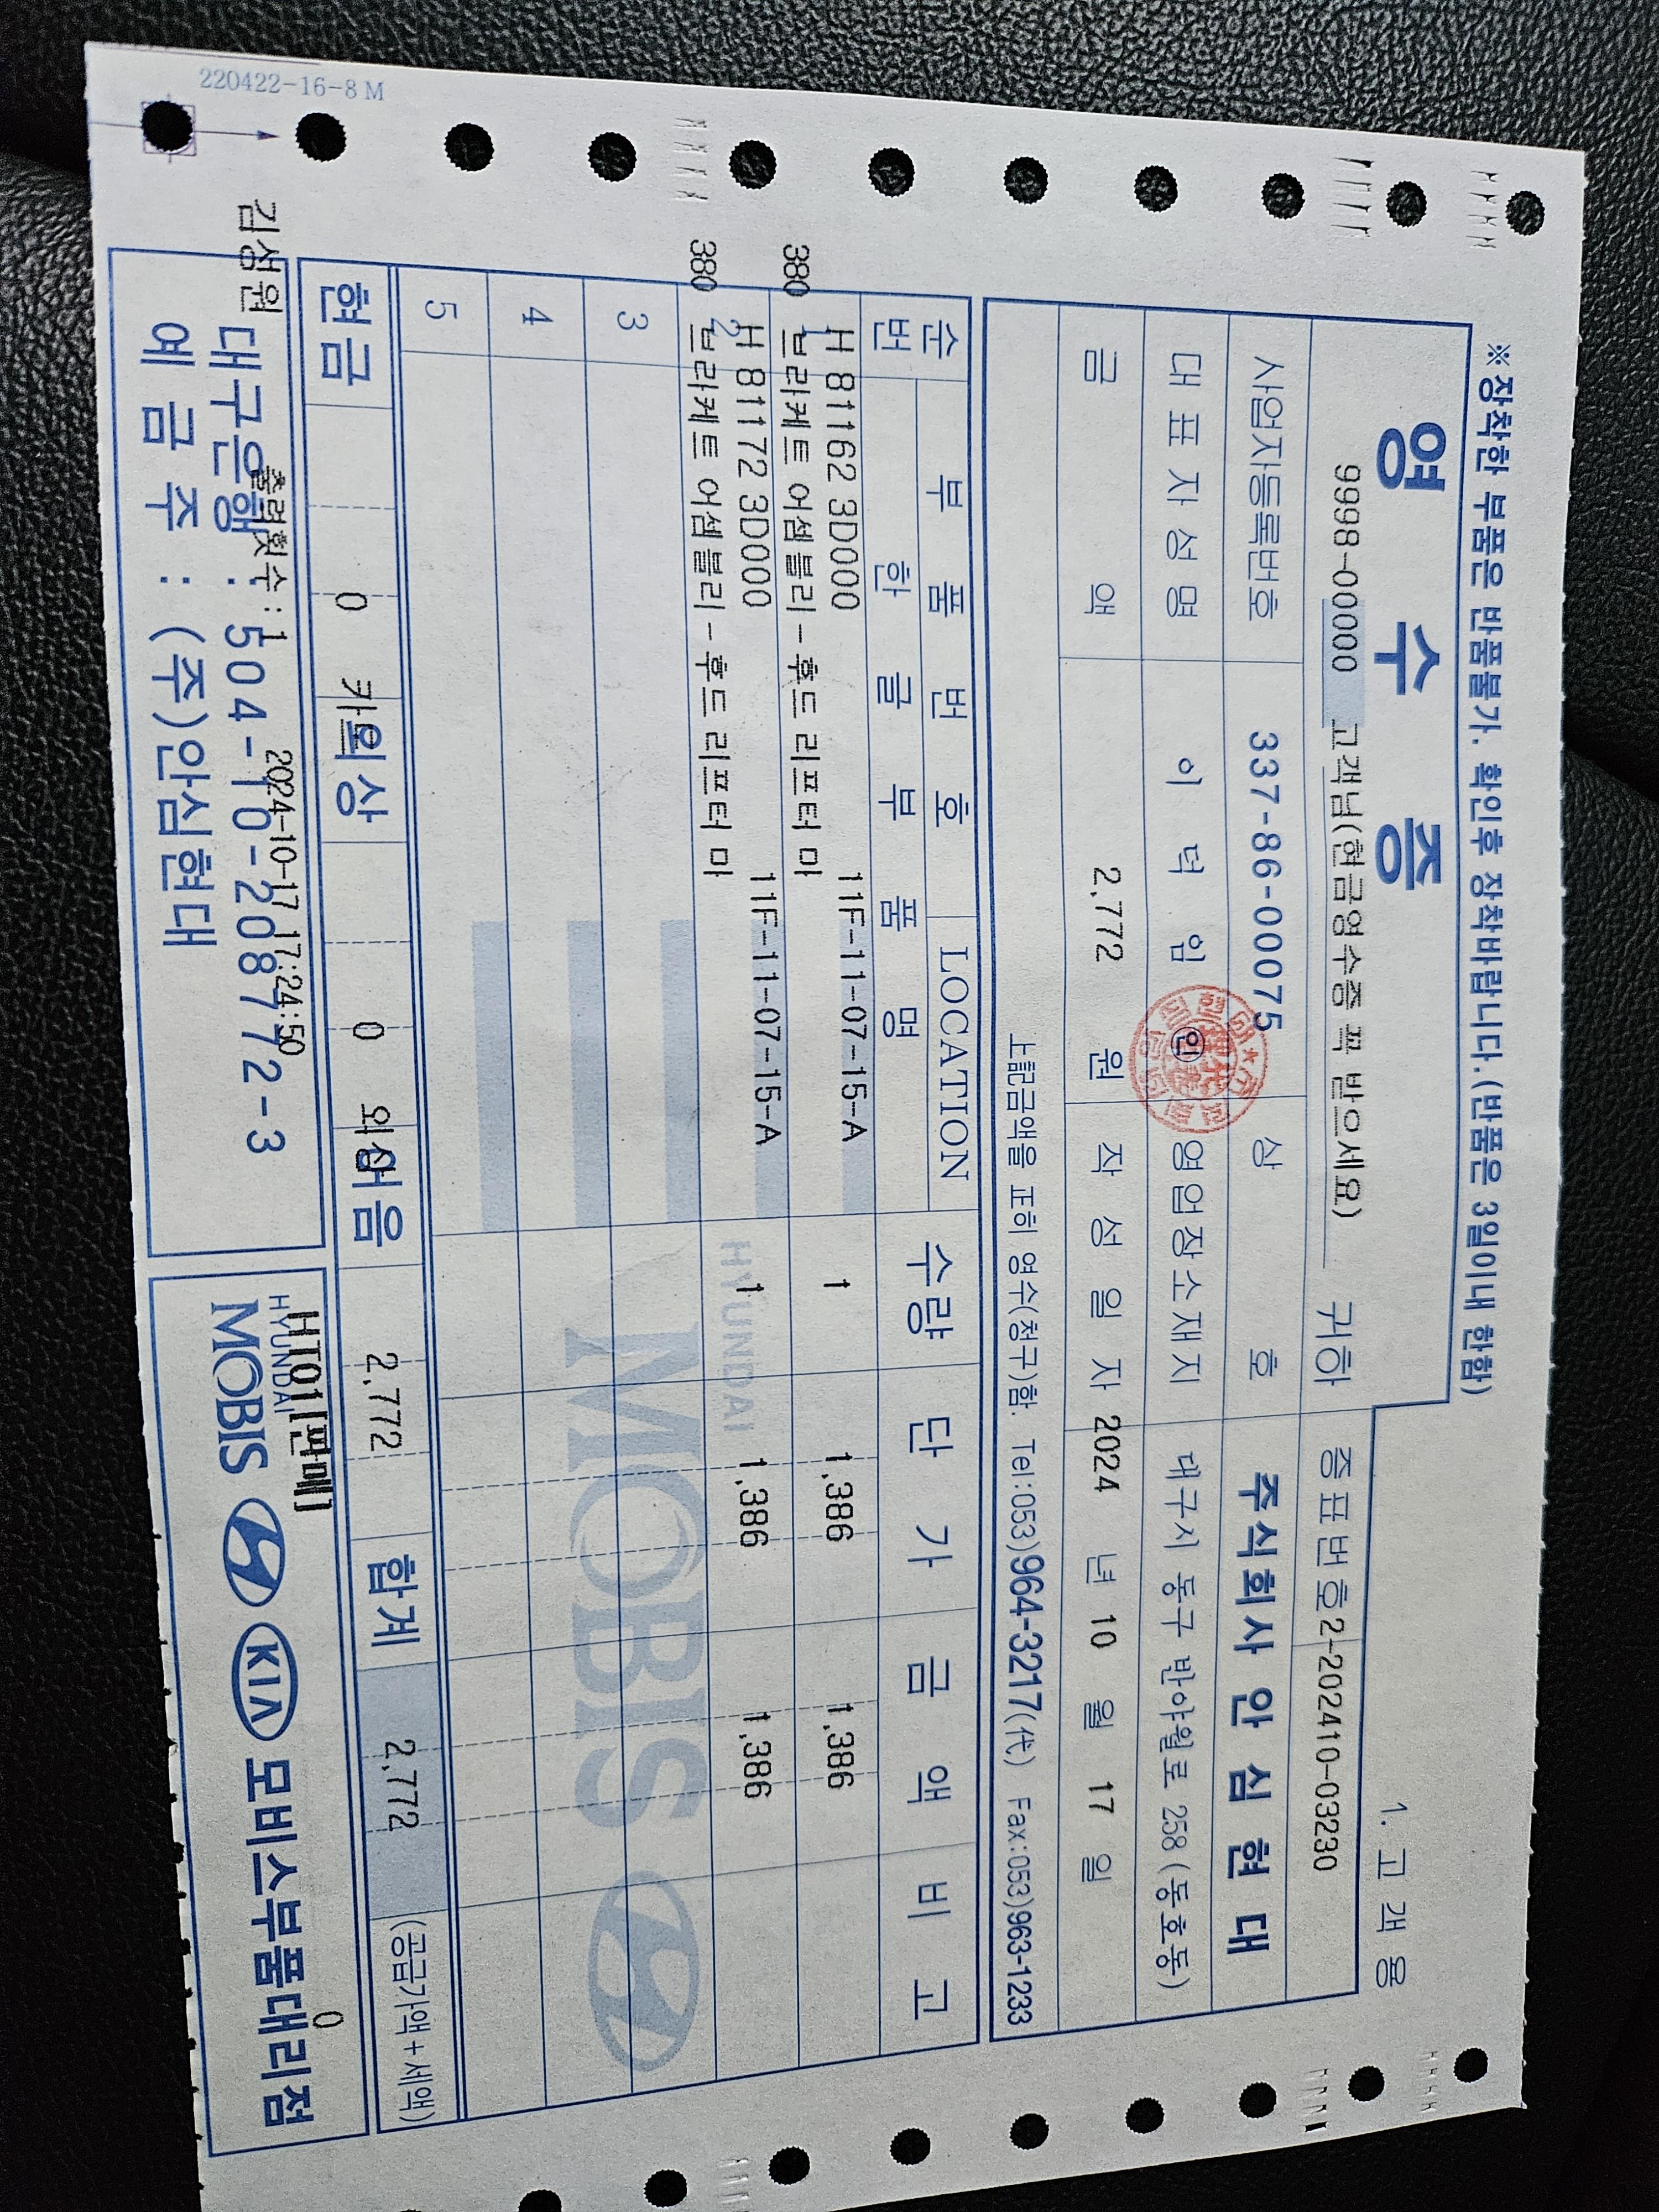 220422-16-8M
※장착한 부품은 반품불가. 확인후 장착바랍니다.(반품은 3일이내 한함)
영 수 증
1. 고 객 용
9998-00000 고객님(현금영수증 꼭 받으세요) 귀하
증표번호 2-202410-03230
사업자등록번호 337-86-00075 상 호 주식회사 안 심 현 대
대 표 자 성 명 이 덕 임 ㊞ 영업장소재지 대구시 동구 반야월로 258 (동호동)
금 액 2,772 원 작 성 일 자 2024 년 10 월 17 일
上記금액을 正히 영수(청구)함. Tel:053)964-3217(代) Fax:053)963-1233
순번 부 품 번 호 LOCATION 수량 단 가 금 액 비 고
한 글 부 품 명
1 H 81162 3D000 11F-11-07-15-A 1 1,386 1,386
380 브라케트 어셈블리 - 후드 리프터 마
2 H 81172 3D000 11F-11-07-15-A 1 1,386 1,386
380 브라케트 어셈블리 - 후드 리프터 마
3
4
5
HYUNDAI
MOBIS
현금 0 카드 외상 0 외상 어음 2,772 합계 2,772 (공급가액 + 세액)
김성원 출력횟수 : 1 2024-10-17 17:24:50 HT01[판매] 0
대구은행 : 504-10-208772-3
예 금 주 : (주)안심현대
HYUNDAI
MOBIS KIA 모비스부품대리점